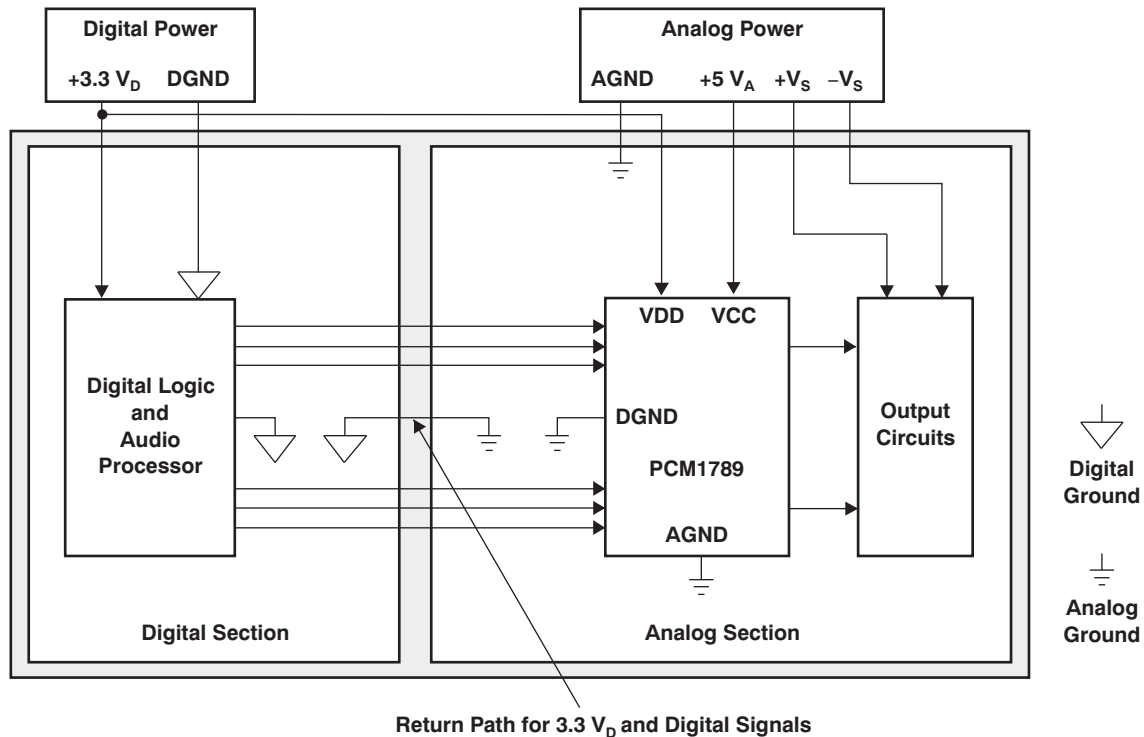 Digital Power
+3.3 V_D DGND
Analog Power
AGND +5 V_A +V_S −V_S
Digital Logic
and
Audio
Processor
VDD VCC
DGND
PCM1789
AGND
Output
Circuits
Digital
Ground
Analog
Ground
Digital Section
Analog Section
Return Path for 3.3 V_D and Digital Signals